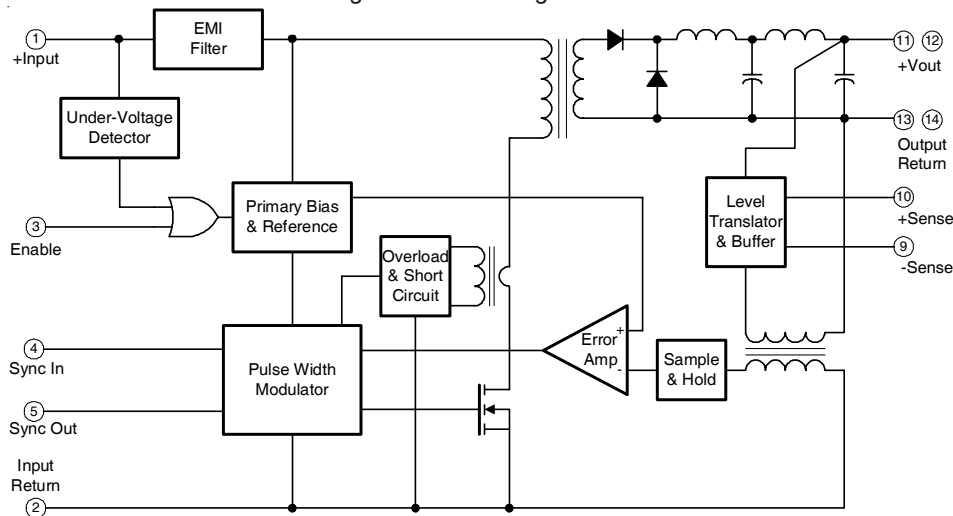 1
+Input
EMI
Filter
11 12
+Vout
Under-Voltage
Detector
13 14
Output
Return
3
Enable
Primary Bias
& Reference
Level
Translator
& Buffer
10
+Sense
9
-Sense
Overload
& Short
Circuit
4
Sync In
Pulse Width
Modulator
Error
Amp
+
-
Sample
& Hold
5
Sync Out
Input
Return
2